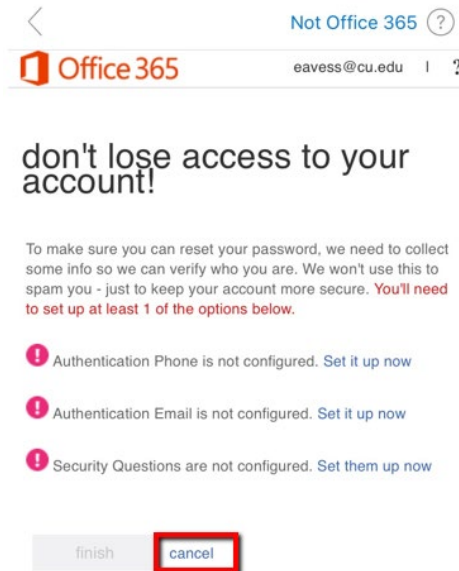 Not Office 365 ?
Office 365 eavess@cu.edu | ?
don't lose access to your
account!
To make sure you can reset your password, we need to collect
some info so we can verify who you are. We won't use this to
spam you - just to keep your account more secure. You'll need
to set up at least 1 of the options below.
! Authentication Phone is not configured. Set it up now
! Authentication Email is not configured. Set it up now
! Security Questions are not configured. Set them up now
finish cancel